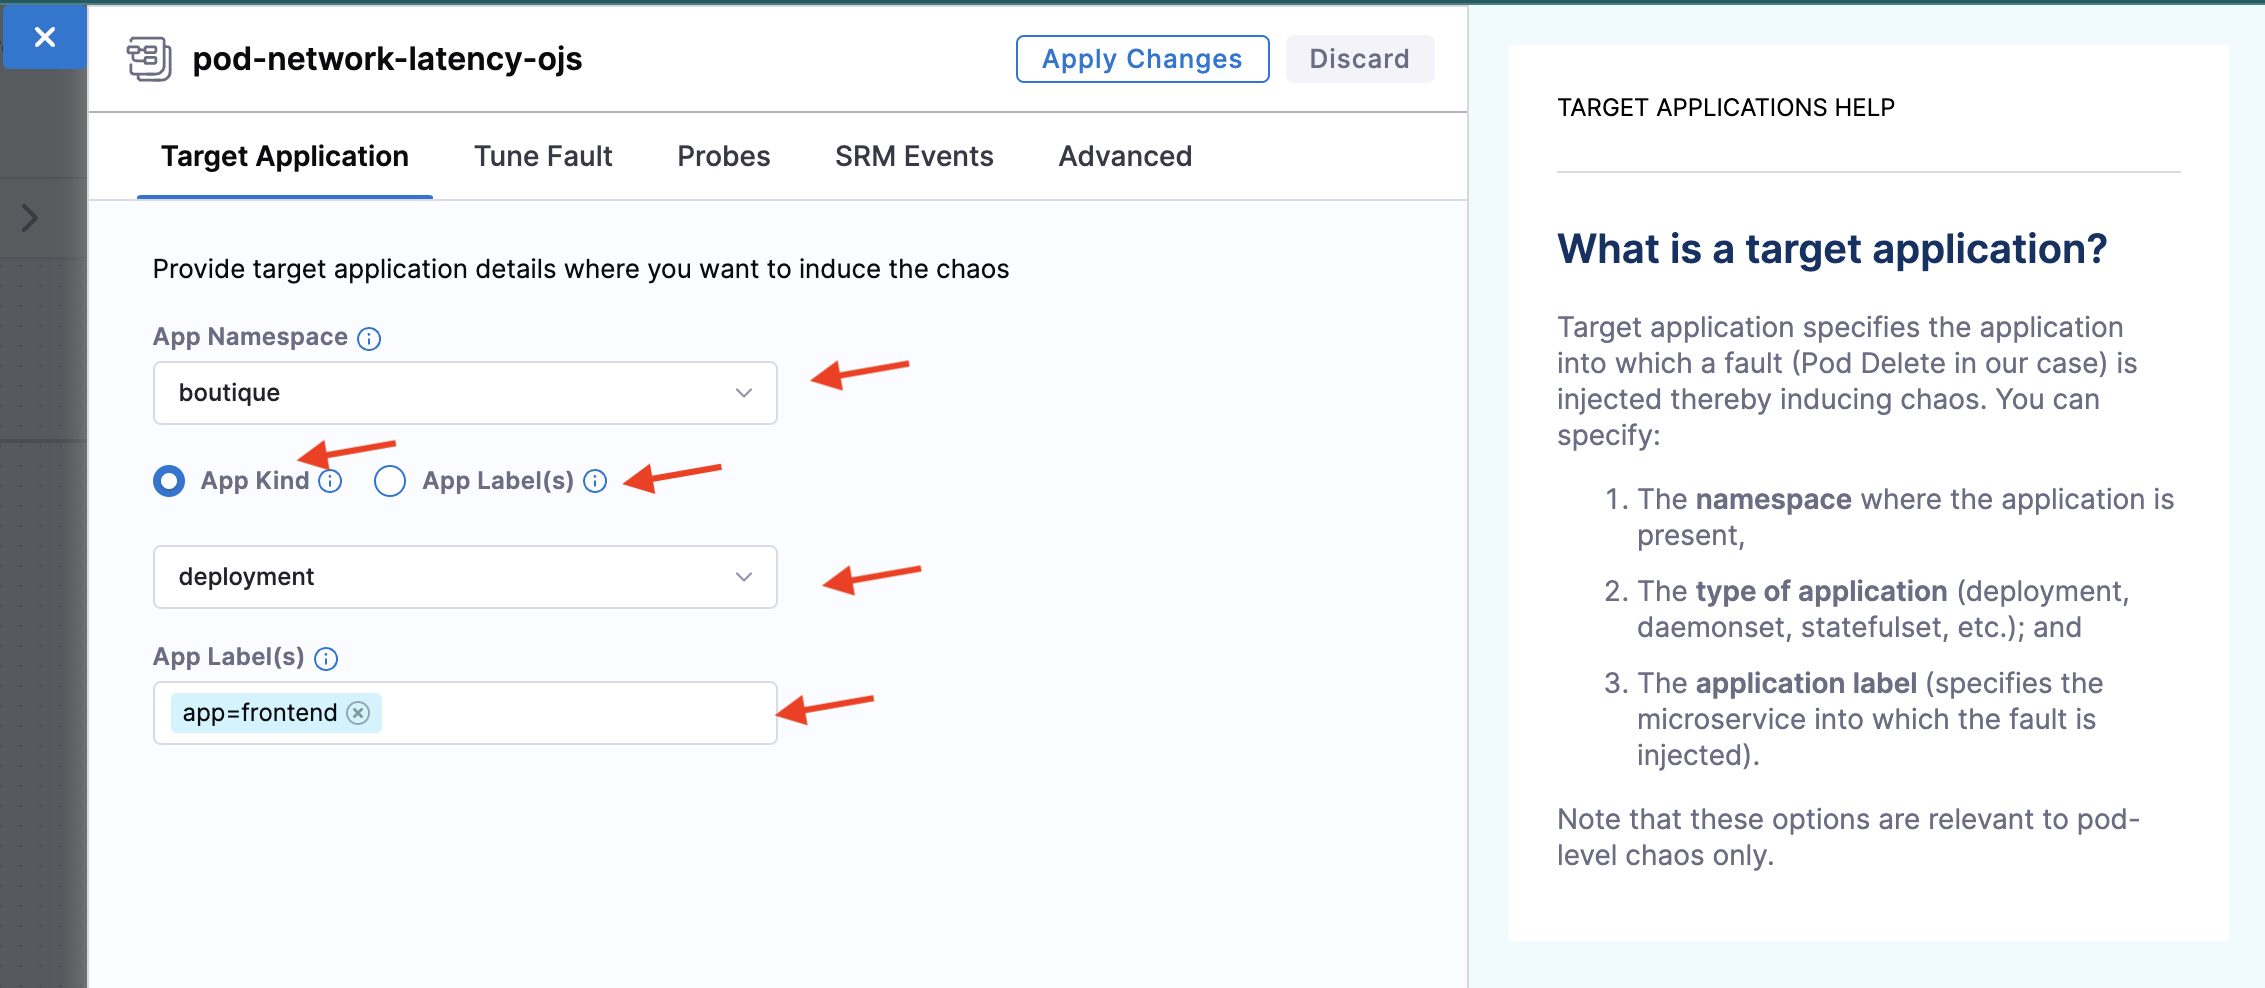 pod-network-latency-ojs
Apply Changes
Discard
Target Application
Tune Fault
Probes
SRM Events
Advanced
Provide target application details where you want to induce the chaos
App Namespace
boutique
App Kind
App Label(s)
deployment
App Label(s)
app=frontend
TARGET APPLICATIONS HELP
What is a target application?
Target application specifies the application
into which a fault (Pod Delete in our case) is
injected thereby inducing chaos. You can
specify:
1. The namespace where the application is
present,
2. The type of application (deployment,
daemonset, statefulset, etc.); and
3. The application label (specifies the
microservice into which the fault is
injected).
Note that these options are relevant to pod-
level chaos only.